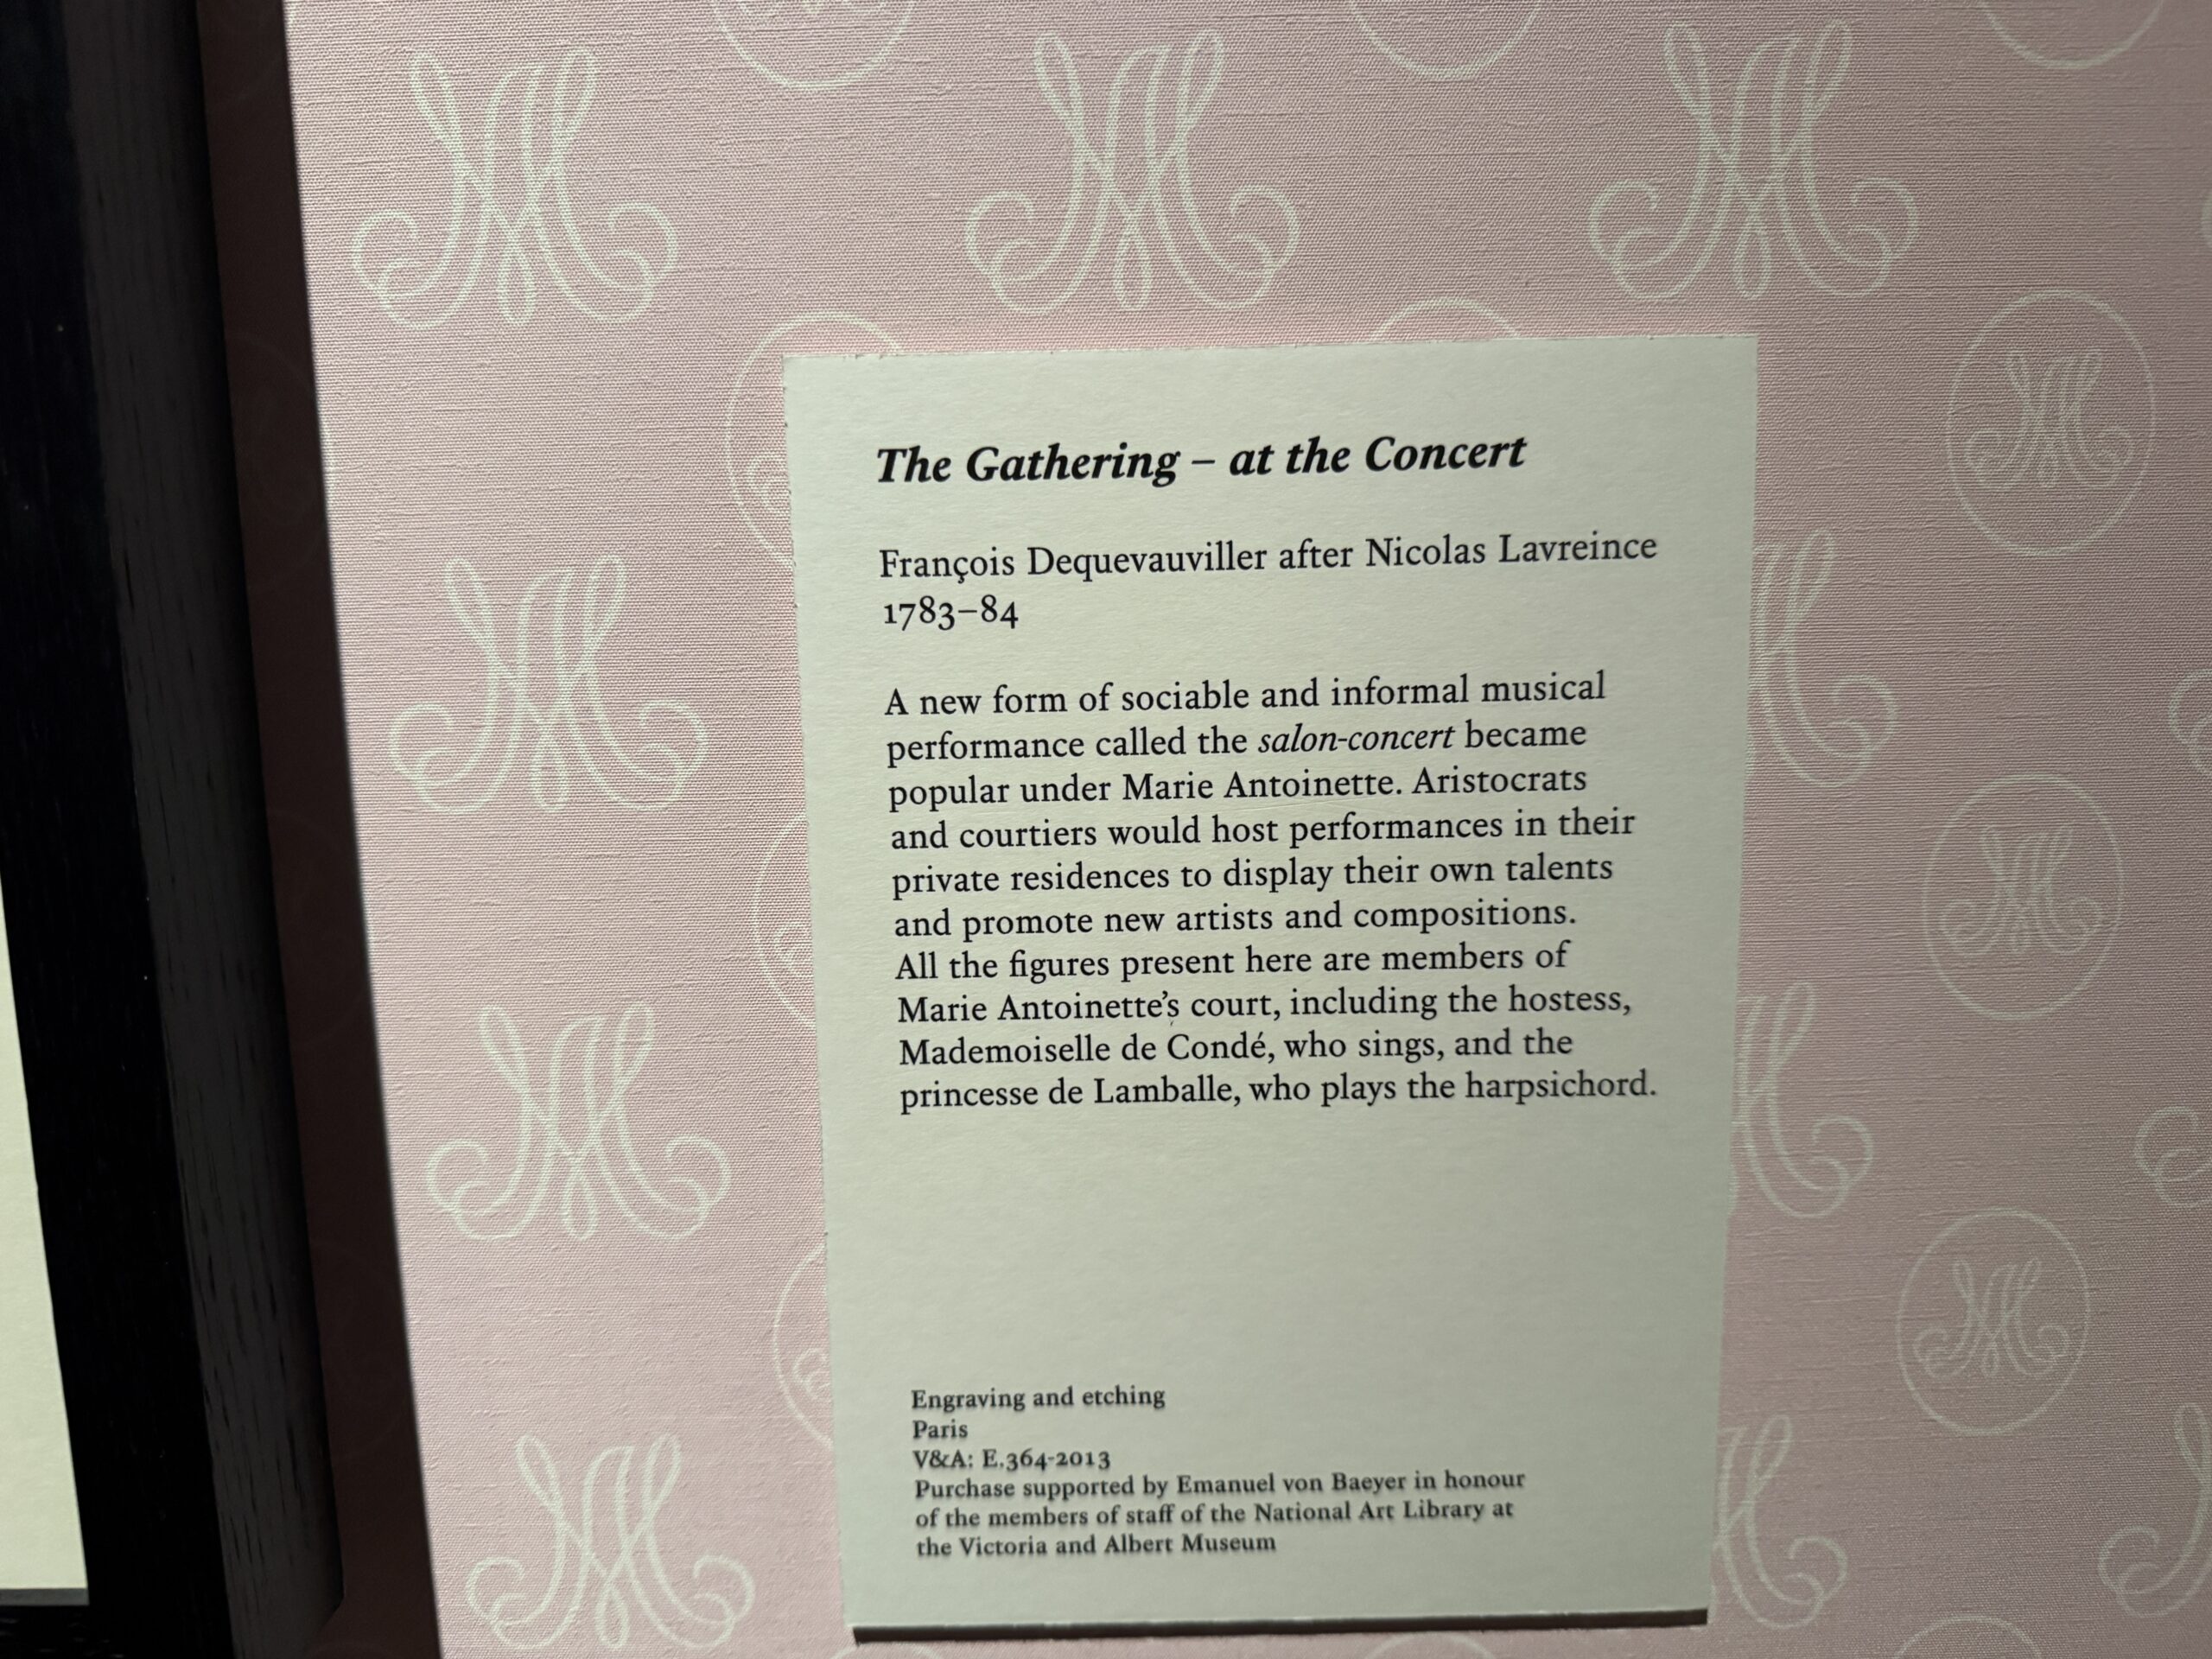 The Gathering – at the Concert
François Dequevauviller after Nicolas Lavreince
1783–84
A new form of sociable and informal musical
performance called the salon-concert became
popular under Marie Antoinette. Aristocrats
and courtiers would host performances in their
private residences to display their own talents
and promote new artists and compositions.
All the figures present here are members of
Marie Antoinette’s court, including the hostess,
Mademoiselle de Condé, who sings, and the
princesse de Lamballe, who plays the harpsichord.
Engraving and etching
Paris
V&A: E.364-2013
Purchase supported by Emanuel von Baeyer in honour
of the members of staff of the National Art Library at
the Victoria and Albert Museum